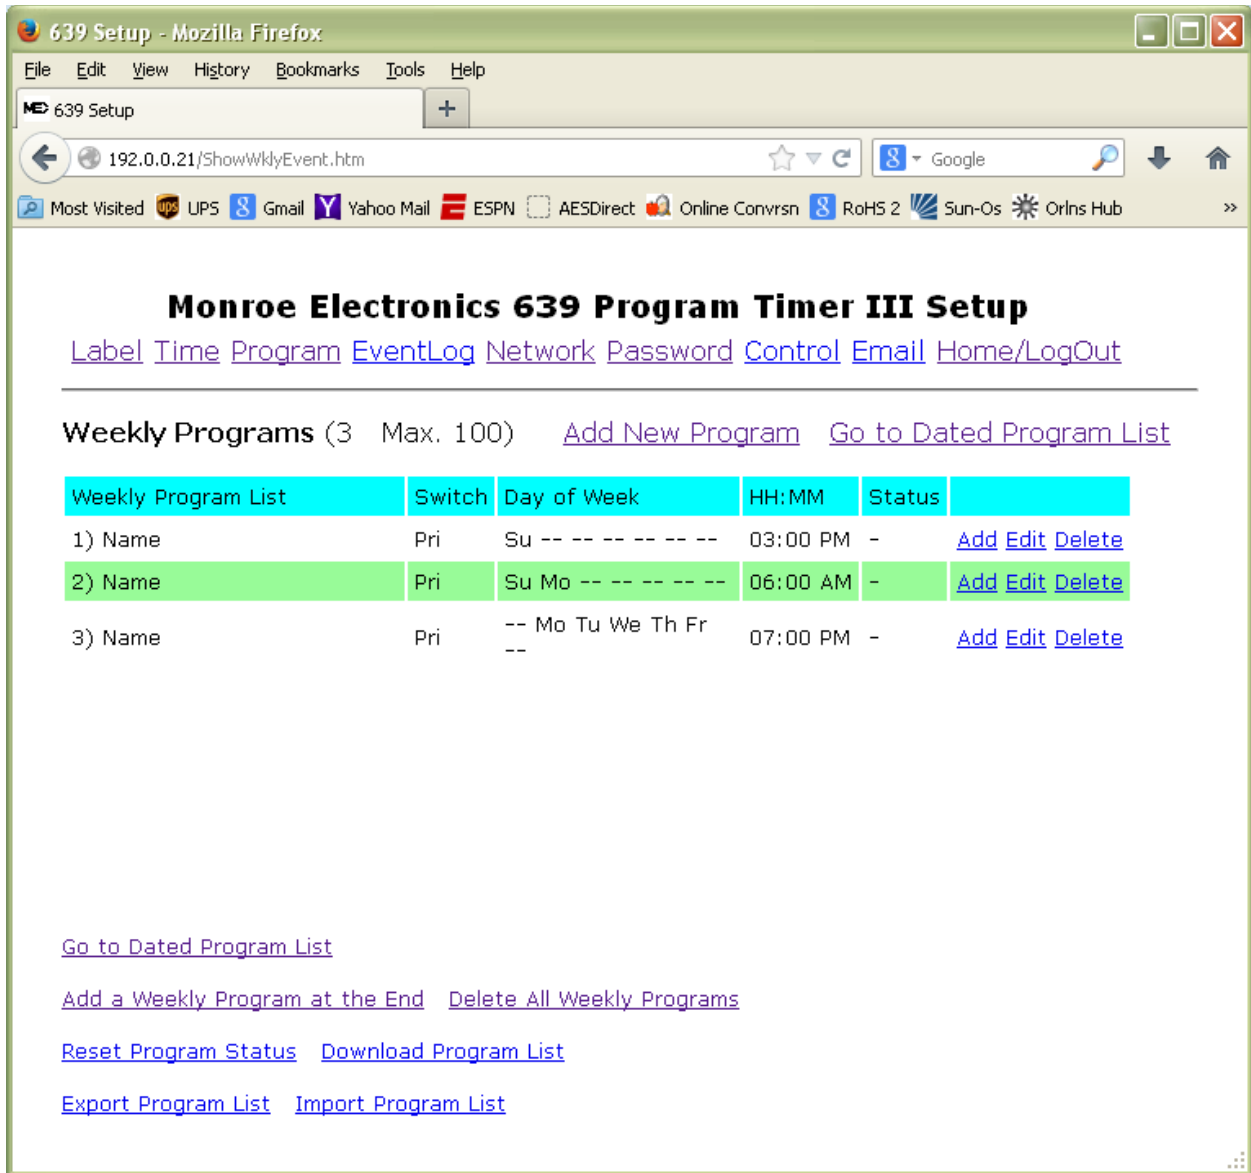 639 Setup - Mozilla Firefox
File Edit View History Bookmarks Tools Help
639 Setup +
192.0.0.21/ShowWklyEvent.htm Google
Most Visited UPS Gmail Yahoo Mail ESPN AESDirect Online Convrsn RoHS 2 Sun-Os Orlns Hub »
Monroe Electronics 639 Program Timer III Setup
Label Time Program EventLog Network Password Control Email Home/LogOut
Weekly Programs (3 Max. 100) Add New Program Go to Dated Program List
Weekly Program List Switch Day of Week HH:MM Status
1) Name Pri Su -- -- -- -- -- -- 03:00 PM - Add Edit Delete
2) Name Pri Su Mo -- -- -- -- -- 06:00 AM - Add Edit Delete
3) Name Pri -- Mo Tu We Th Fr -- 07:00 PM - Add Edit Delete
Go to Dated Program List
Add a Weekly Program at the End Delete All Weekly Programs
Reset Program Status Download Program List
Export Program List Import Program List